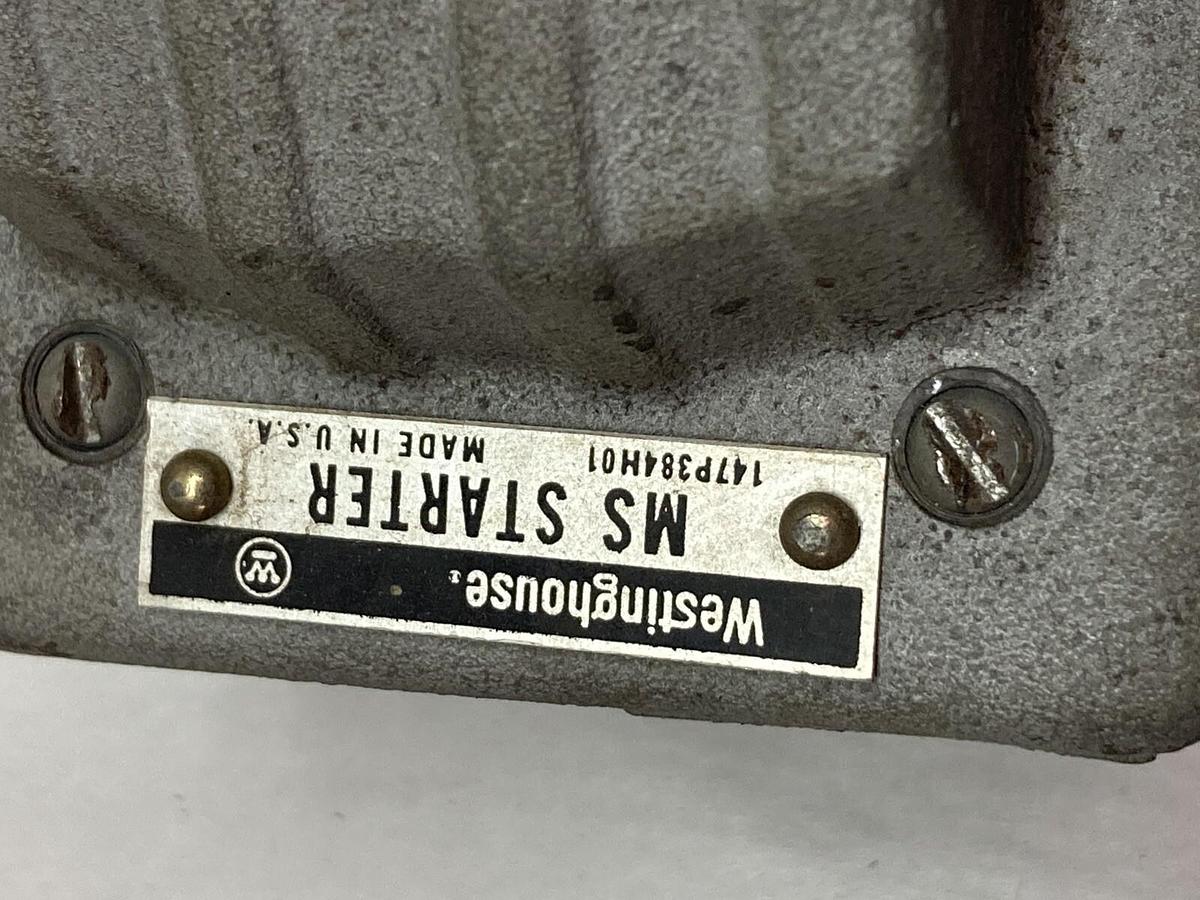 Westinghouse
W
MS STARTER
147P384H01 MADE IN U.S.A.